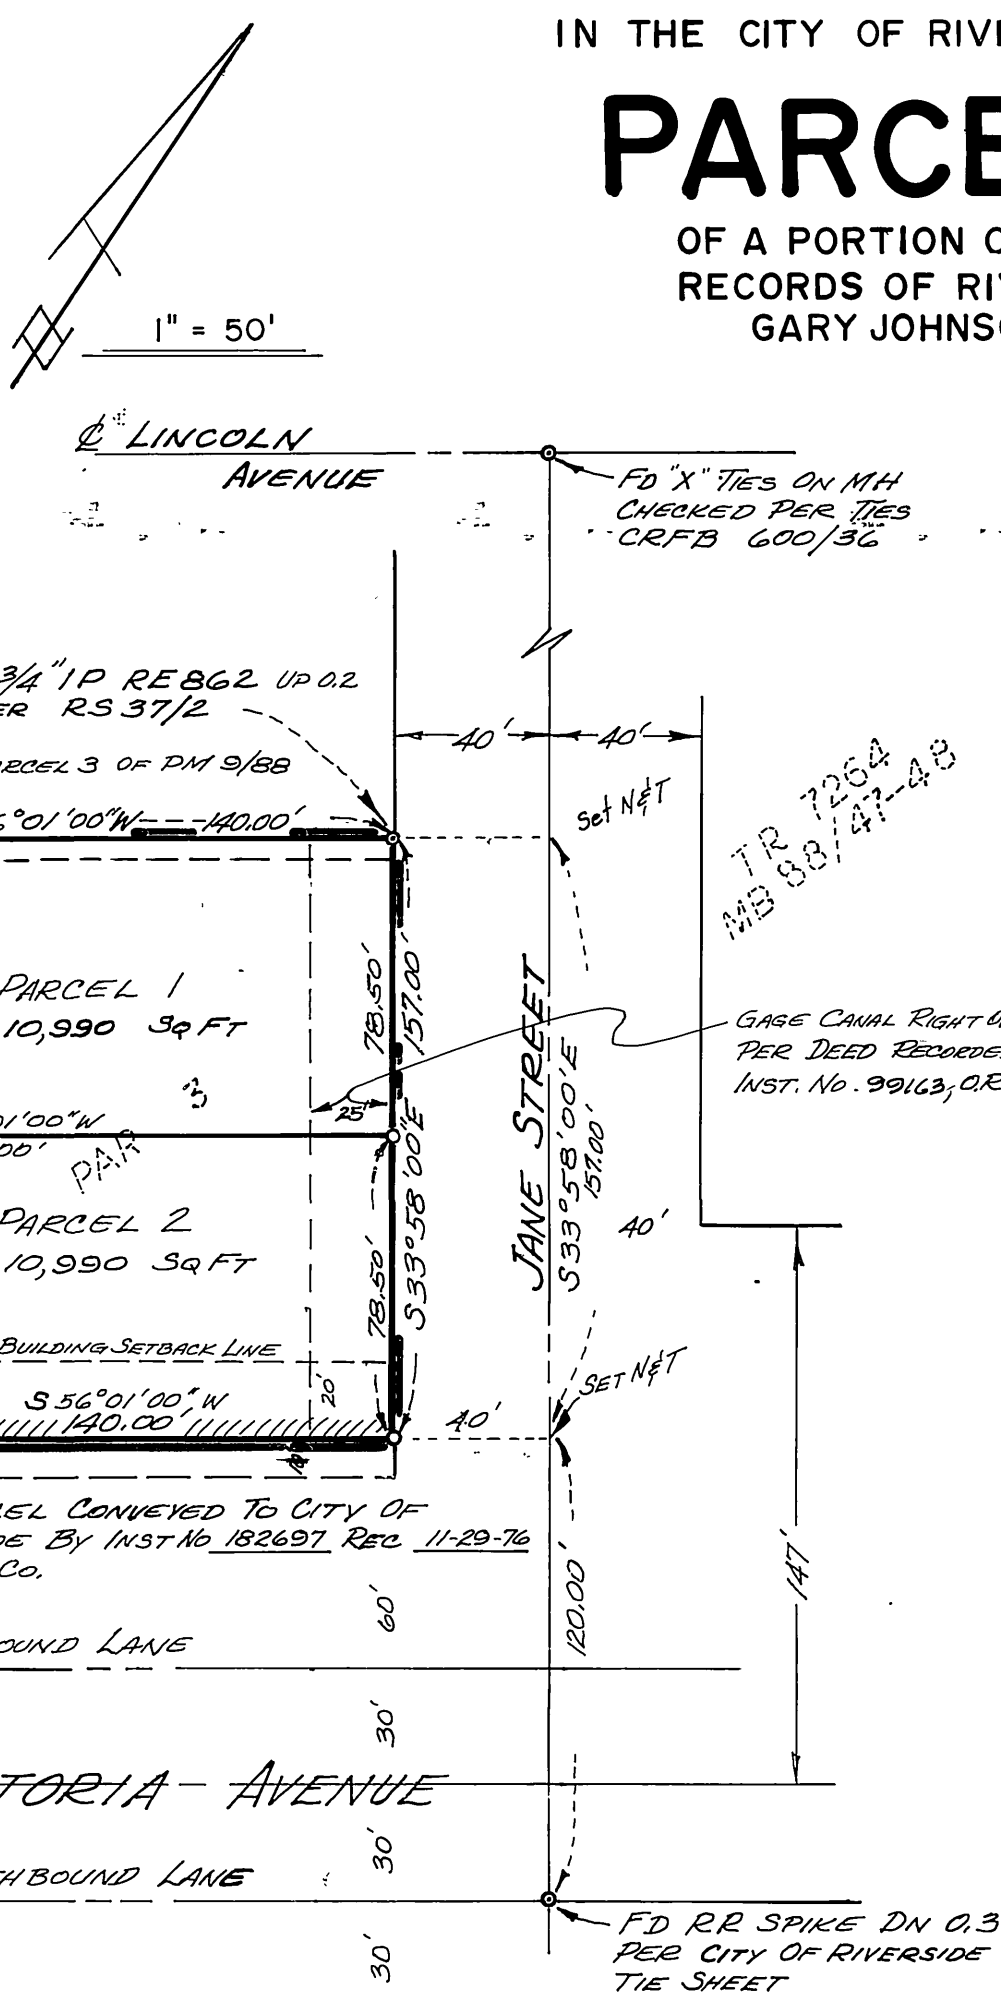 IN THE CITY OF
PARCE
OF A PORTION
RECORDS OF
GARY JOHNS
1" = 50'
℄ LINCOLN
AVENUE
FD "X" TIES ON MH
CHECKED PER TIES
CRFB 600/36
3/4" IP RE 862 UP 0.2
RS 37/2
PARCEL 3 OF PM 9/88
6°01'00"W 140.00'
40' 40'
Set N&T
TR 7264
MB 88/47-48
PARCEL 1
10,990 SQ FT
78.50'
157.00'
GAGE CANAL RIGHT
PER DEED RECORDE
INST. NO. 99163, O.R.
25'
01'00"W
00'
PAR 3
PARCEL 2
10,990 SQ FT
78.50'
S33°58'00"E
JANE STREET
S33°58'00"E
157.00'
40'
BUILDING SETBACK LINE
20'
S 56°01'00" W
140.00'
40'
SET N&T
10'
CEL CONVEYED TO CITY OF
DE BY INST NO 182697 REC 11-29-76
CO.
60'
120.00'
147'
OUND LANE
30'
TORIA AVENUE
30'
HBOUND LANE
30'
FD RR SPIKE DN 0.3
PER CITY OF RIVERSIDE
TIE SHEET